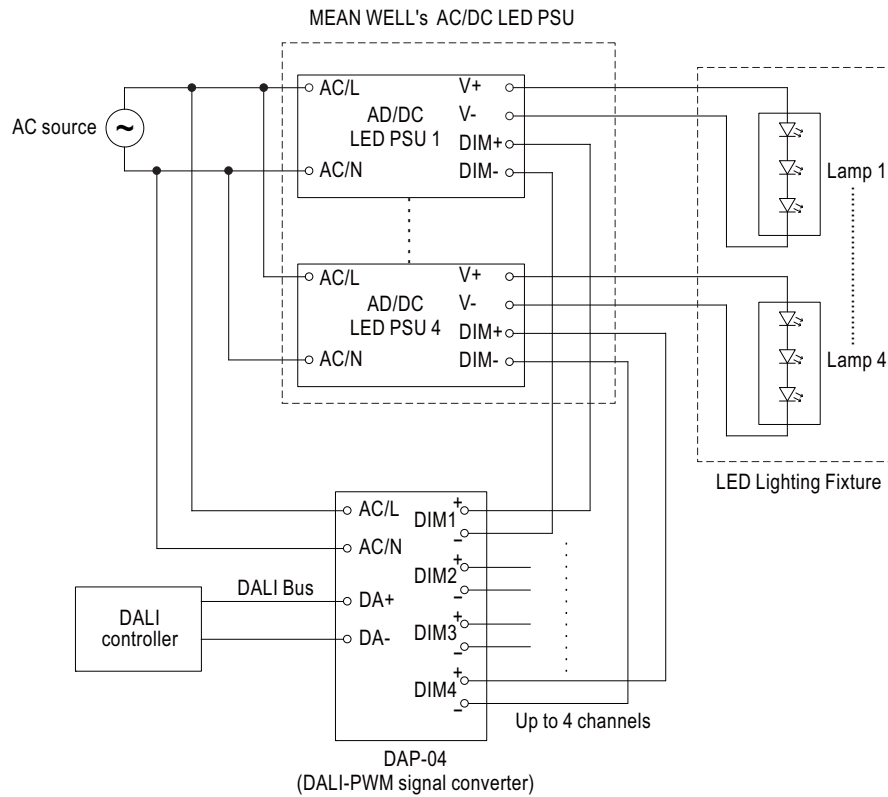 MEAN WELL's AC/DC LED PSU
AC source
~
AC/L
AD/DC
LED PSU 1
AC/N
V+
V-
DIM+
DIM-
Lamp 1
AC/L
AD/DC
LED PSU 4
AC/N
V+
V-
DIM+
DIM-
Lamp 4
LED Lighting Fixture
AC/L
AC/N
DA+
DA-
+
DIM1
-
+
DIM2
-
+
DIM3
-
+
DIM4
-
DALI Bus
DALI
controller
Up to 4 channels
DAP-04
(DALI-PWM signal converter)